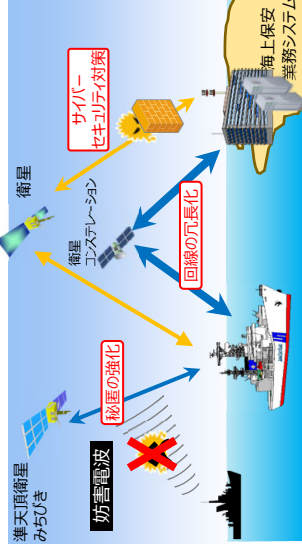 準天頂衛星
みちびき
衛星
衛星
コンステレーション
サイバー
セキュリティ対策
秘匿の強化
回線の冗長化
妨害電波
海上保安
業務システム